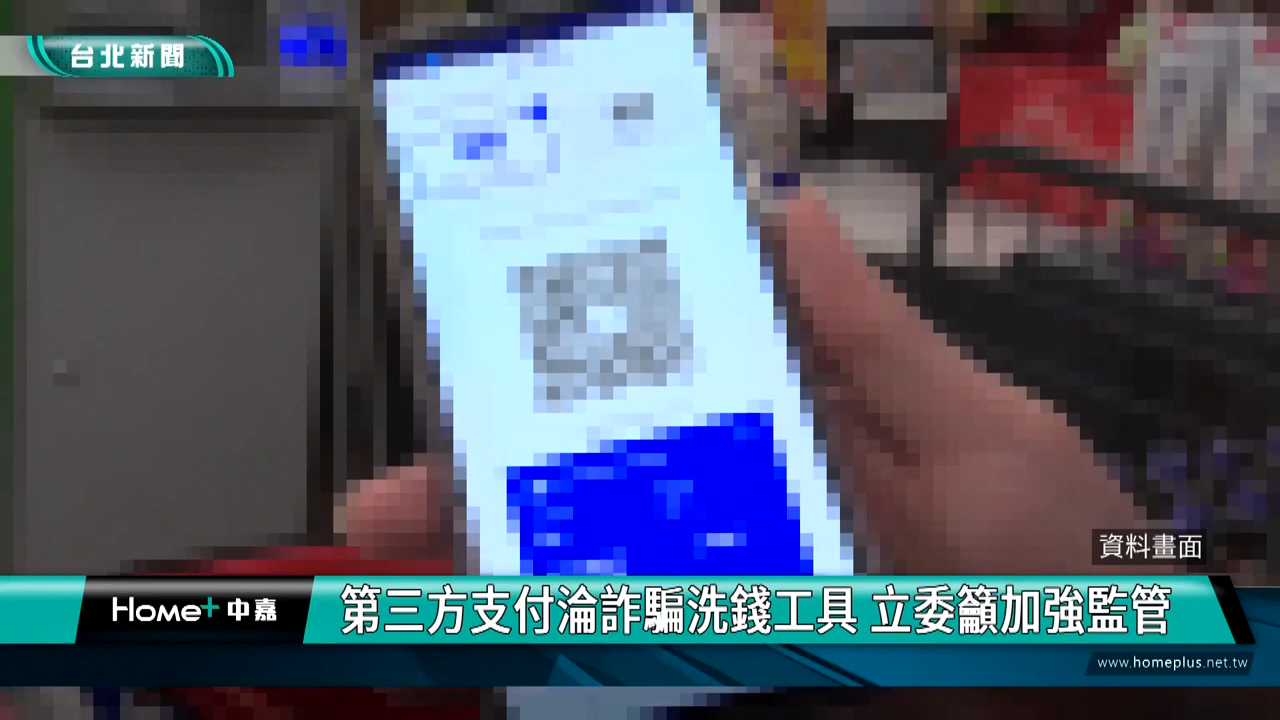 台北新聞
資料畫面
Home+中嘉
第三方支付淪詐騙洗錢工具 立委籲加強監管
www.homeplus.net.tw